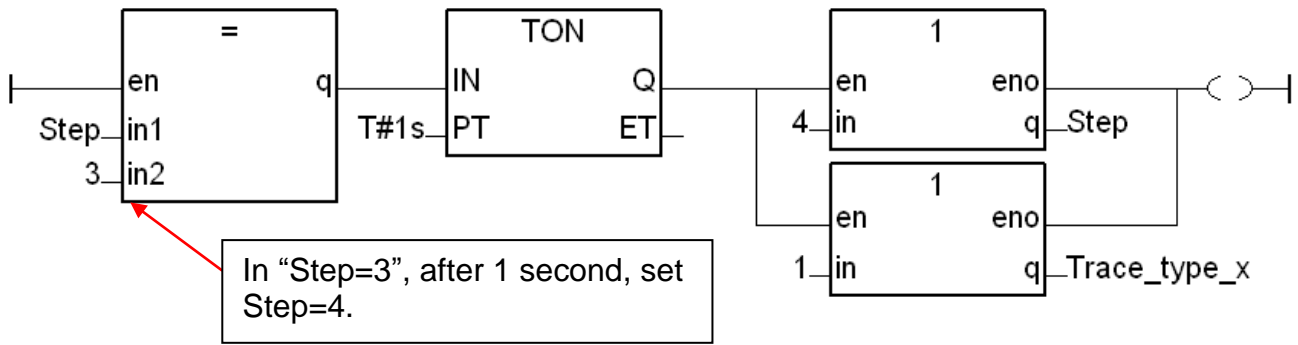 = TON 1
en q IN Q en eno
Step in1 T#1s PT ET 4 in q Step
3 in2 1
en eno
1 in q Trace_type_x
In “Step=3”, after 1 second, set
Step=4.